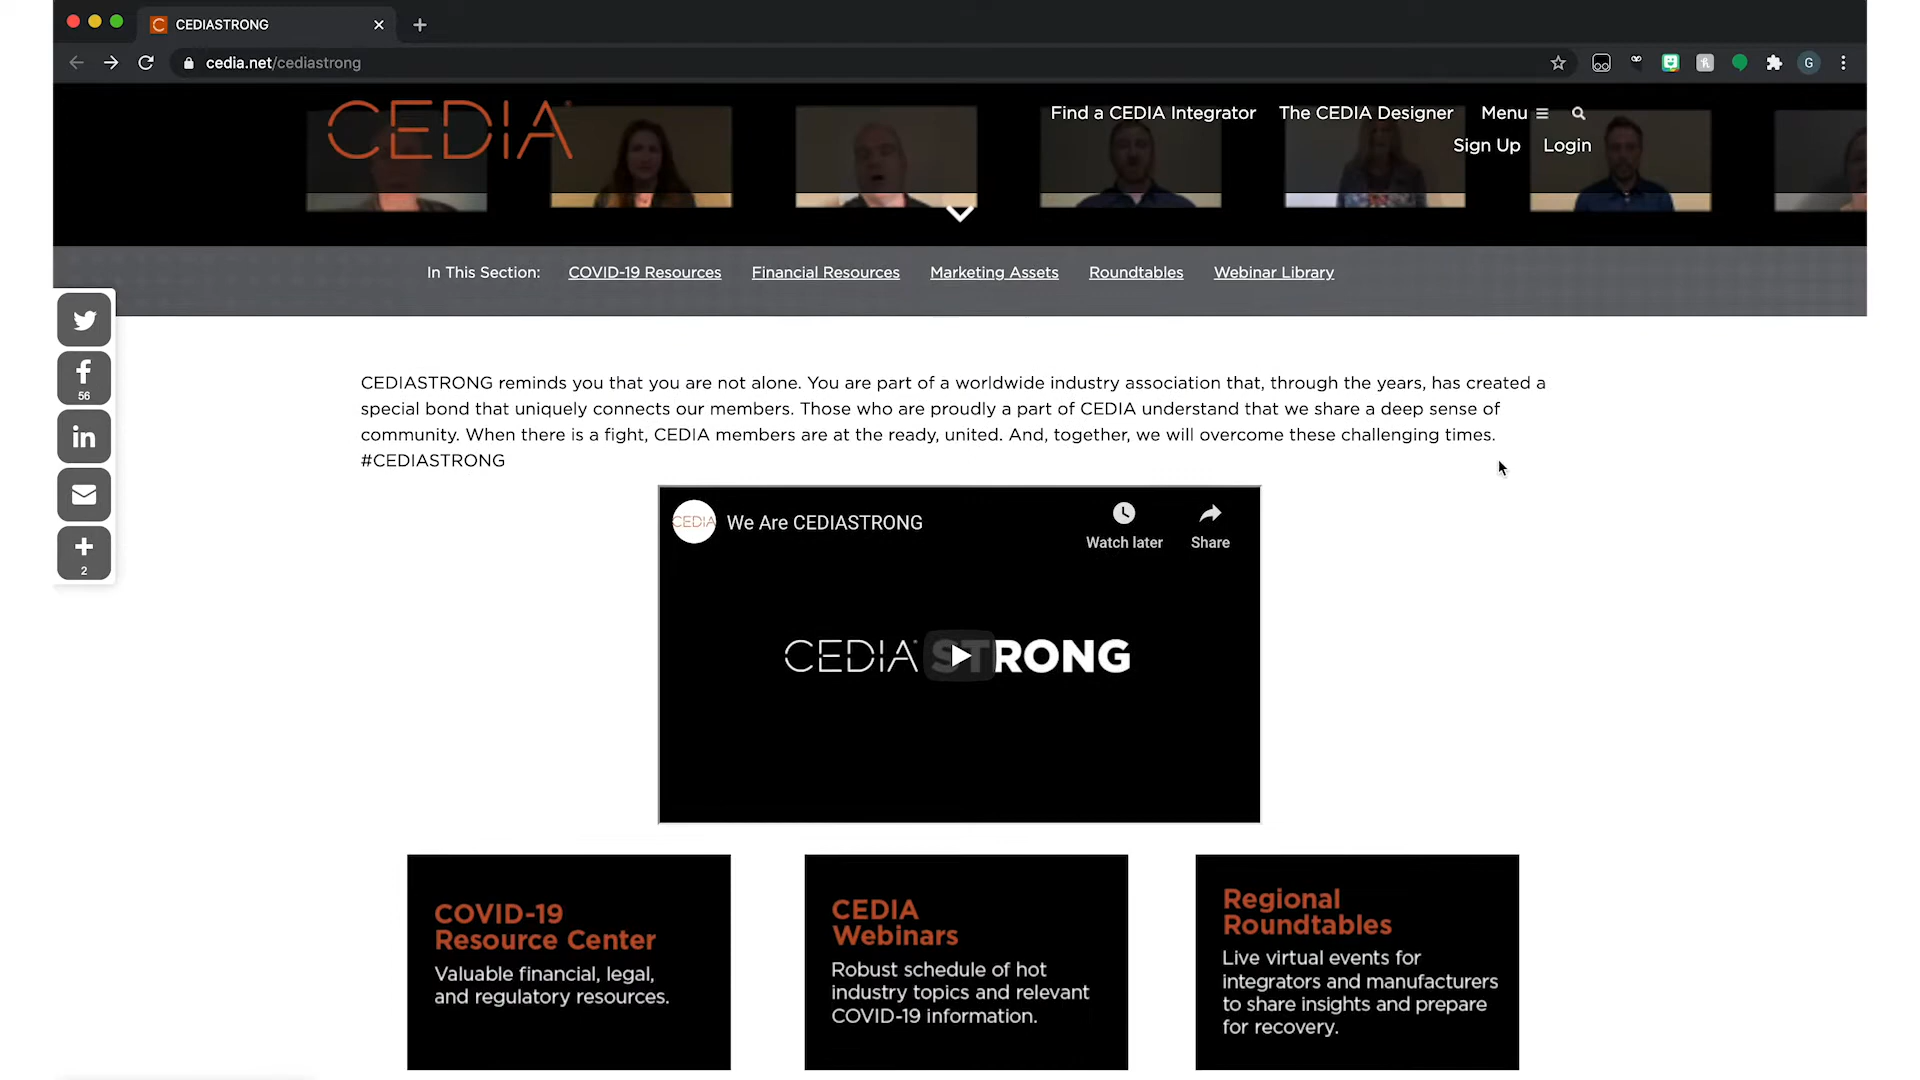 CEDIASTRONG
cedia.net/cediastrong
G
CEDIA
Find a CEDIA Integrator The CEDIA Designer Menu
Sign Up Login
In This Section: COVID-19 Resources Financial Resources Marketing Assets Roundtables Webinar Library
56
in
2
CEDIASTRONG reminds you that you are not alone. You are part of a worldwide industry association that, through the years, has created a
special bond that uniquely connects our members. Those who are proudly a part of CEDIA understand that we share a deep sense of
community. When there is a fight, CEDIA members are at the ready, united. And, together, we will overcome these challenging times.
#CEDIASTRONG
CEDIA We Are CEDIASTRONG
Watch later Share
CEDIA STRONG
COVID-19
Resource Center
Valuable financial, legal,
and regulatory resources.
CEDIA
Webinars
Robust schedule of hot
industry topics and relevant
COVID-19 information.
Regional
Roundtables
Live virtual events for
integrators and manufacturers
to share insights and prepare
for recovery.